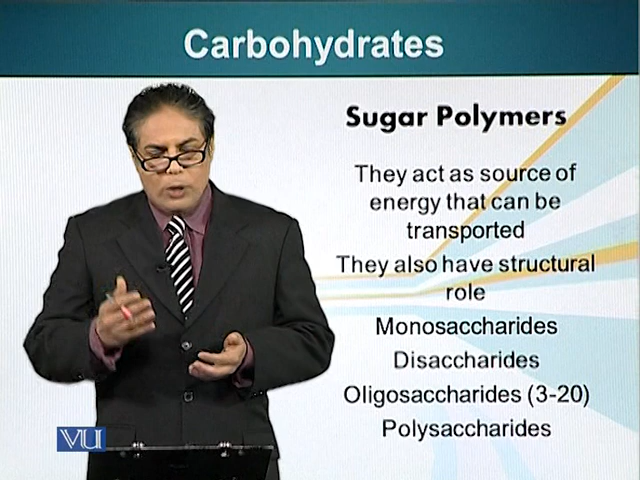 Carbohydrates
Sugar Polymers
They act as source of
energy that can be
transported
They also have structural
role
Monosaccharides
Disaccharides
Oligosaccharides (3-20)
Polysaccharides
VU